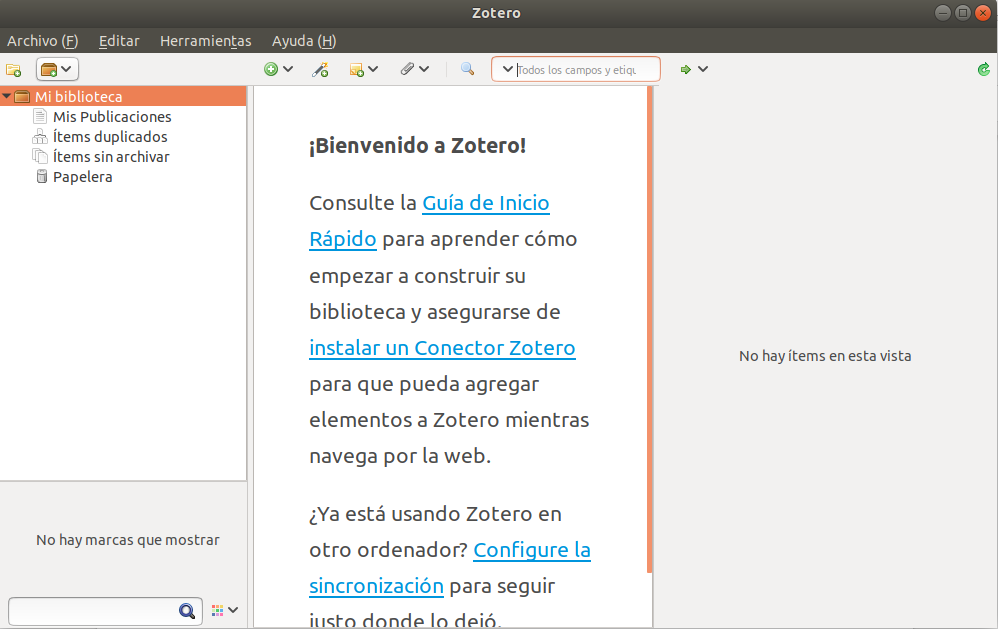 Zotero
Archivo (F) Editar Herramientas Ayuda (H)
Todos los campos y etiqu
Mi biblioteca
Mis Publicaciones
Ítems duplicados
Ítems sin archivar
Papelera
No hay marcas que mostrar
¡Bienvenido a Zotero!
Consulte la Guía de Inicio
Rápido para aprender cómo
empezar a construir su
biblioteca y asegurarse de
instalar un Conector Zotero
para que pueda agregar
elementos a Zotero mientras
navega por la web.
¿Ya está usando Zotero en
otro ordenador? Configure la
sincronización para seguir
justo donde lo dejó.
No hay ítems en esta vista